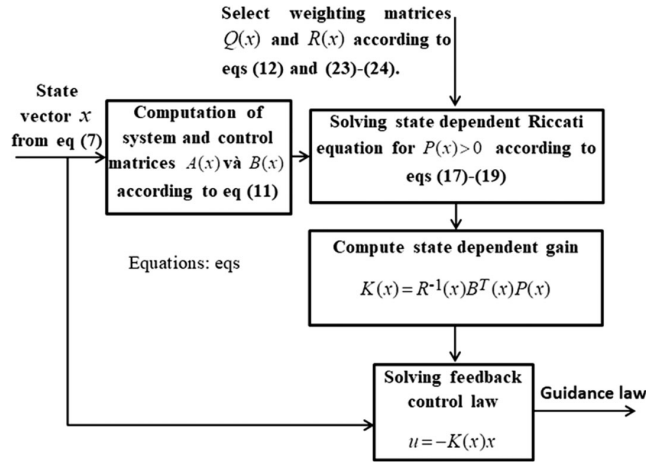 Select weighting matrices
Q(x) and R(x) according to
eqs (12) and (23)-(24).
State
vector x
from eq (7)
Computation of
system and control
matrices A(x) và B(x)
according to eq (11)
Solving state dependent Riccati
equation for P(x)>0 according to
eqs (17)-(19)
Equations: eqs
Compute state dependent gain
K(x)=R⁻¹(x)Bᵀ(x)P(x)
Solving feedback
control law
u=−K(x)x
Guidance law